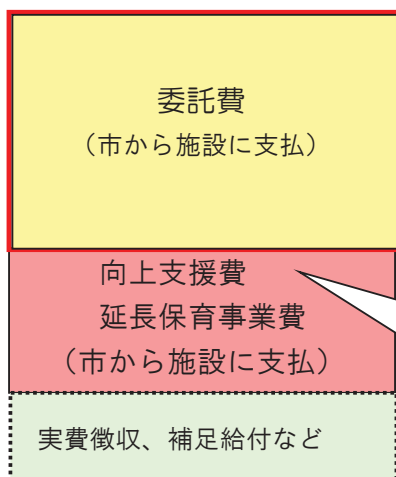 委託費
（市から施設に支払）
向上支援費
延長保育事業費
（市から施設に支払）
実費徴収、補足給付など